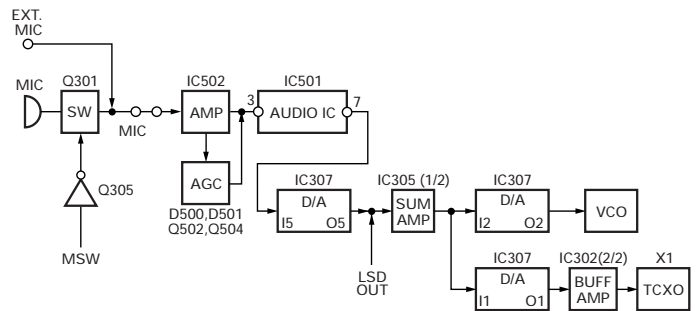 EXT.
MIC
MIC
Q301
SW
MIC
Q305
MSW
IC502
AMP
AGC
D500,D501
Q502,Q504
IC501
3
AUDIO IC
7
IC307
D/A
I5 O5
LSD
OUT
IC305 (1/2)
SUM
AMP
IC307
D/A
I2 O2
VCO
IC307
D/A
I1 O1
IC302(2/2)
BUFF
AMP
X1
TCXO